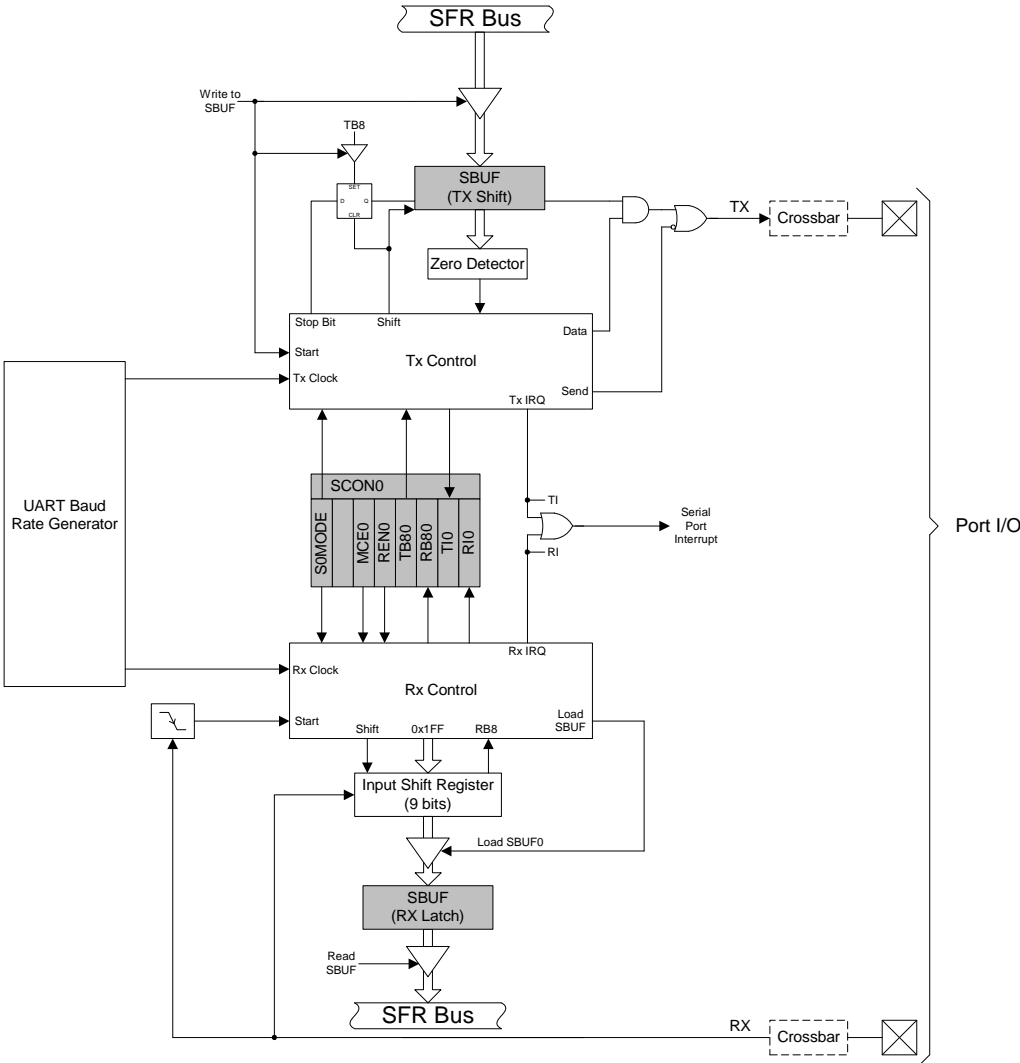 SFR Bus
Write to
SBUF
TB8
SET
D
Q
CLR
SBUF
(TX Shift)
TX
Crossbar
Zero Detector
Stop Bit
Shift
Data
Start
Tx Control
Tx Clock
Send
Tx IRQ
UART Baud
Rate Generator
SCON0
S0MODE
MCE0
REN0
TB80
RB80
TI0
RI0
TI
RI
Serial
Port
Interrupt
Port I/O
Rx IRQ
Rx Clock
Rx Control
Start
Load
SBUF
Shift
0x1FF
RB8
Input Shift Register
(9 bits)
Load SBUF0
SBUF
(RX Latch)
Read
SBUF
SFR Bus
RX
Crossbar